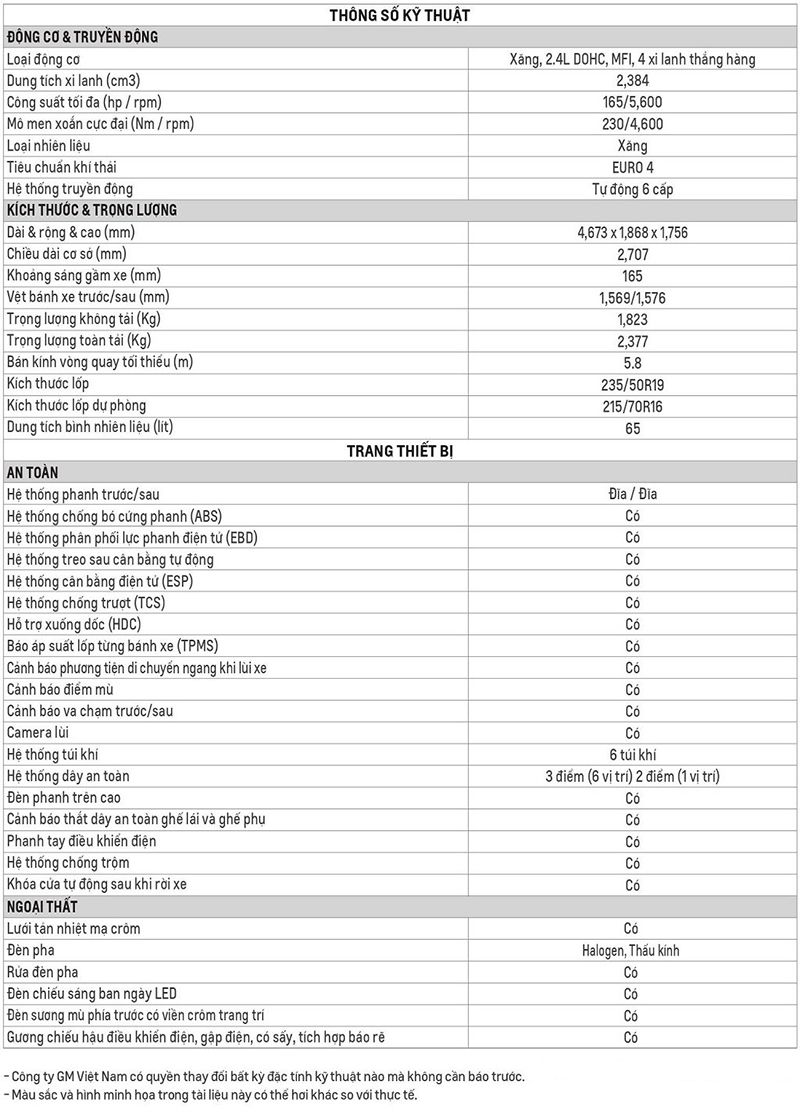 THÔNG SỐ KỸ THUẬT
ĐỘNG CƠ & TRUYỀN ĐỘNG
Loại động cơ Xăng, 2.4L DOHC, MFI, 4 xi lanh thẳng hàng
Dung tích xi lanh (cm3) 2,384
Công suất tối đa (hp / rpm) 165/5,600
Mô men xoắn cực đại (Nm / rpm) 230/4,600
Loại nhiên liệu Xăng
Tiêu chuẩn khí thải EURO 4
Hệ thống truyền động Tự động 6 cấp
KÍCH THƯỚC & TRỌNG LƯỢNG
Dài & rộng & cao (mm) 4,673 x 1,868 x 1,756
Chiều dài cơ sở (mm) 2,707
Khoảng sáng gầm xe (mm) 165
Vệt bánh xe trước/sau (mm) 1,569/1,576
Trọng lượng không tải (Kg) 1,823
Trọng lượng toàn tải (Kg) 2,377
Bán kính vòng quay tối thiểu (m) 5.8
Kích thước lốp 235/50R19
Kích thước lốp dự phòng 215/70R16
Dung tích bình nhiên liệu (lít) 65
TRANG THIẾT BỊ
AN TOÀN
Hệ thống phanh trước/sau Đĩa / Đĩa
Hệ thống chống bó cứng phanh (ABS) Có
Hệ thống phân phối lực phanh điện tử (EBD) Có
Hệ thống treo sau cân bằng tự động Có
Hệ thống cân bằng điện tử (ESP) Có
Hệ thống chống trượt (TCS) Có
Hỗ trợ xuống dốc (HDC) Có
Báo áp suất lốp từng bánh xe (TPMS) Có
Cảnh báo phương tiện di chuyển ngang khi lùi xe Có
Cảnh báo điểm mù Có
Cảnh báo va chạm trước/sau Có
Camera lùi Có
Hệ thống túi khí 6 túi khí
Hệ thống dây an toàn 3 điểm (6 vị trí) 2 điểm (1 vị trí)
Đèn phanh trên cao Có
Cảnh báo thắt dây an toàn ghế lái và ghế phụ Có
Phanh tay điều khiển điện Có
Hệ thống chống trộm Có
Khóa cửa tự động sau khi rời xe Có
NGOẠI THẤT
Lưới tản nhiệt mạ crôm Có
Đèn pha Halogen, Thấu kính
Rửa đèn pha Có
Đèn chiếu sáng ban ngày LED Có
Đèn sương mù phía trước có viền crôm trang trí Có
Gương chiếu hậu điều khiển điện, gập điện, có sấy, tích hợp báo rẽ Có
- Công ty GM Việt Nam có quyền thay đổi bất kỳ đặc tính kỹ thuật nào mà không cần báo trước.
- Màu sắc và hình minh họa trong tài liệu này có thể hơi khác so với thực tế.